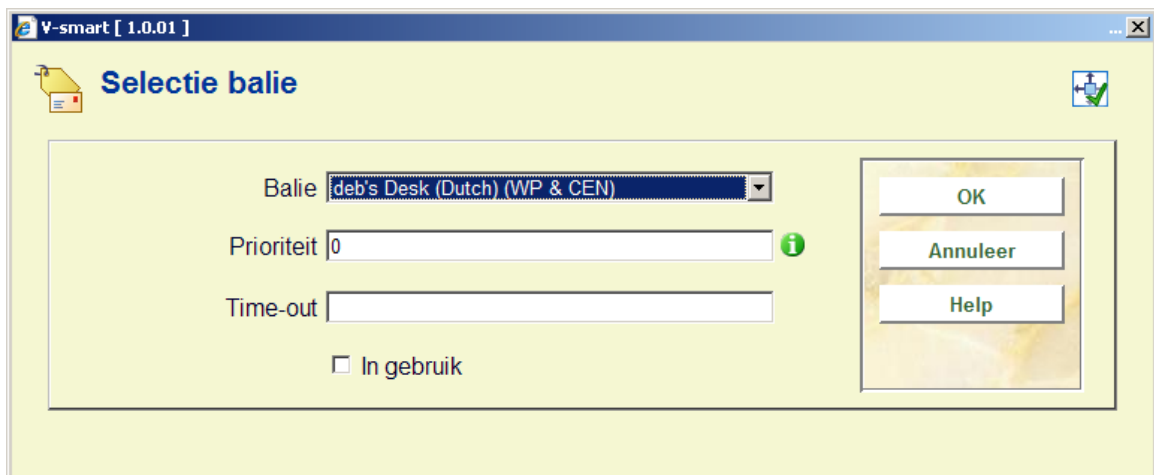 V-smart [ 1.0.01 ]
...
Selectie balie
Balie deb's Desk (Dutch) (WP & CEN)
Prioriteit 0
Time-out
In gebruik
OK
Annuleer
Help